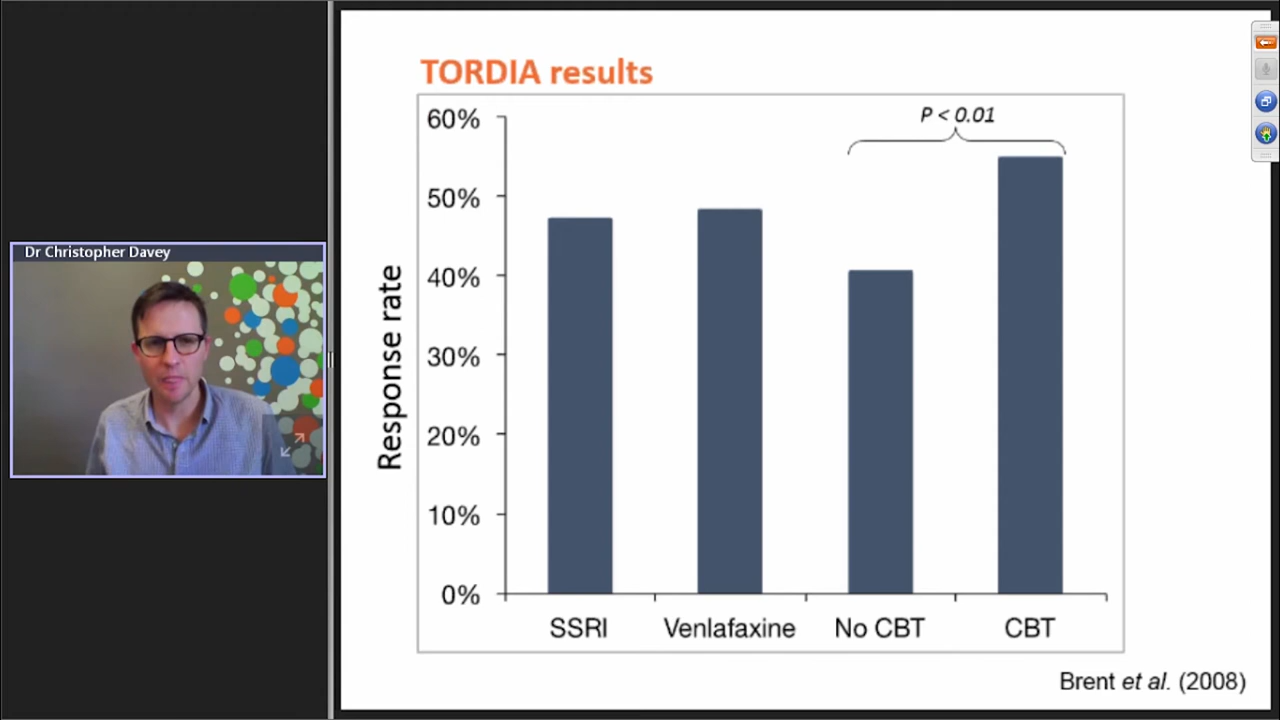 Dr Christopher Davey
TORDIA results
P < 0.01
60%
50%
40%
30%
20%
10%
0%
Response rate
SSRI Venlafaxine No CBT CBT
Brent et al. (2008)